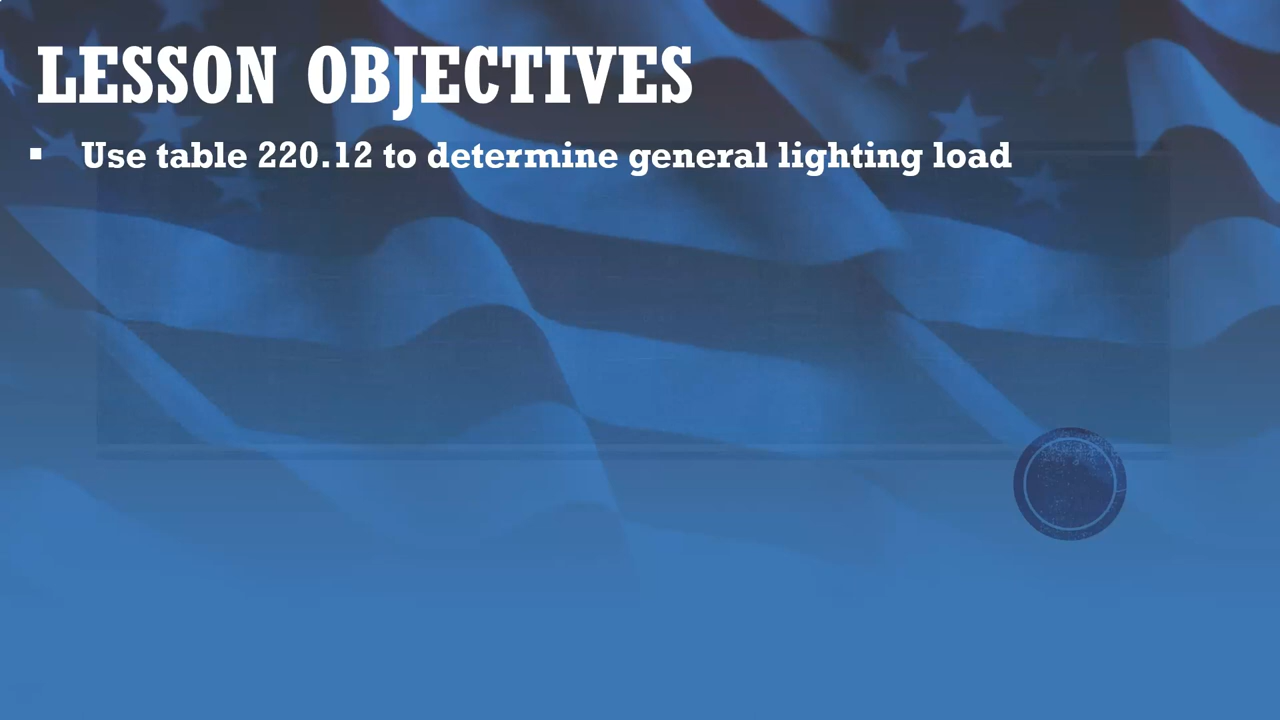 LESSON OBJECTIVES
▪ Use table 220.12 to determine general lighting load